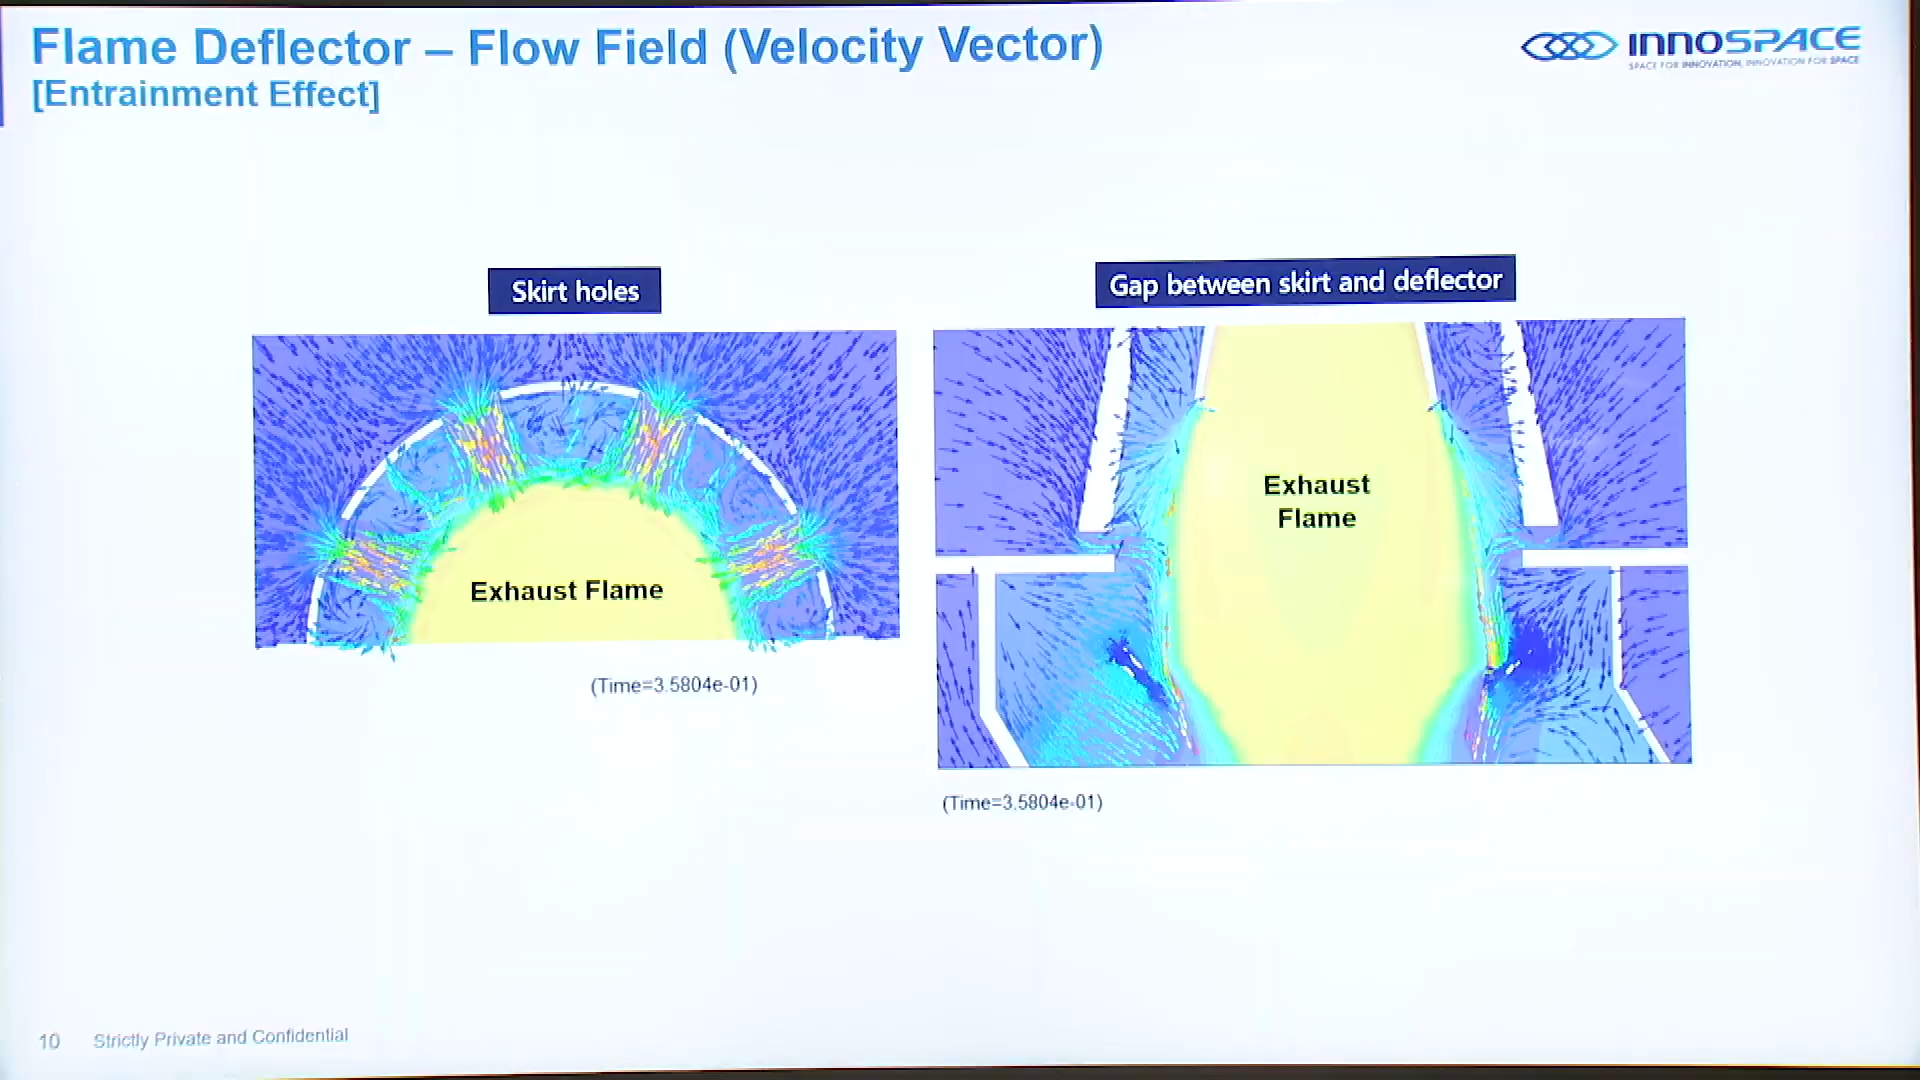 Flame Deflector – Flow Field (Velocity Vector)
[Entrainment Effect]
INNOSPACE
SPACE FOR INNOVATION, INNOVATION FOR SPACE
Skirt holes
Gap between skirt and deflector
Exhaust Flame
Exhaust
Flame
(Time=3.5804e-01)
(Time=3.5804e-01)
10 Strictly Private and Confidential